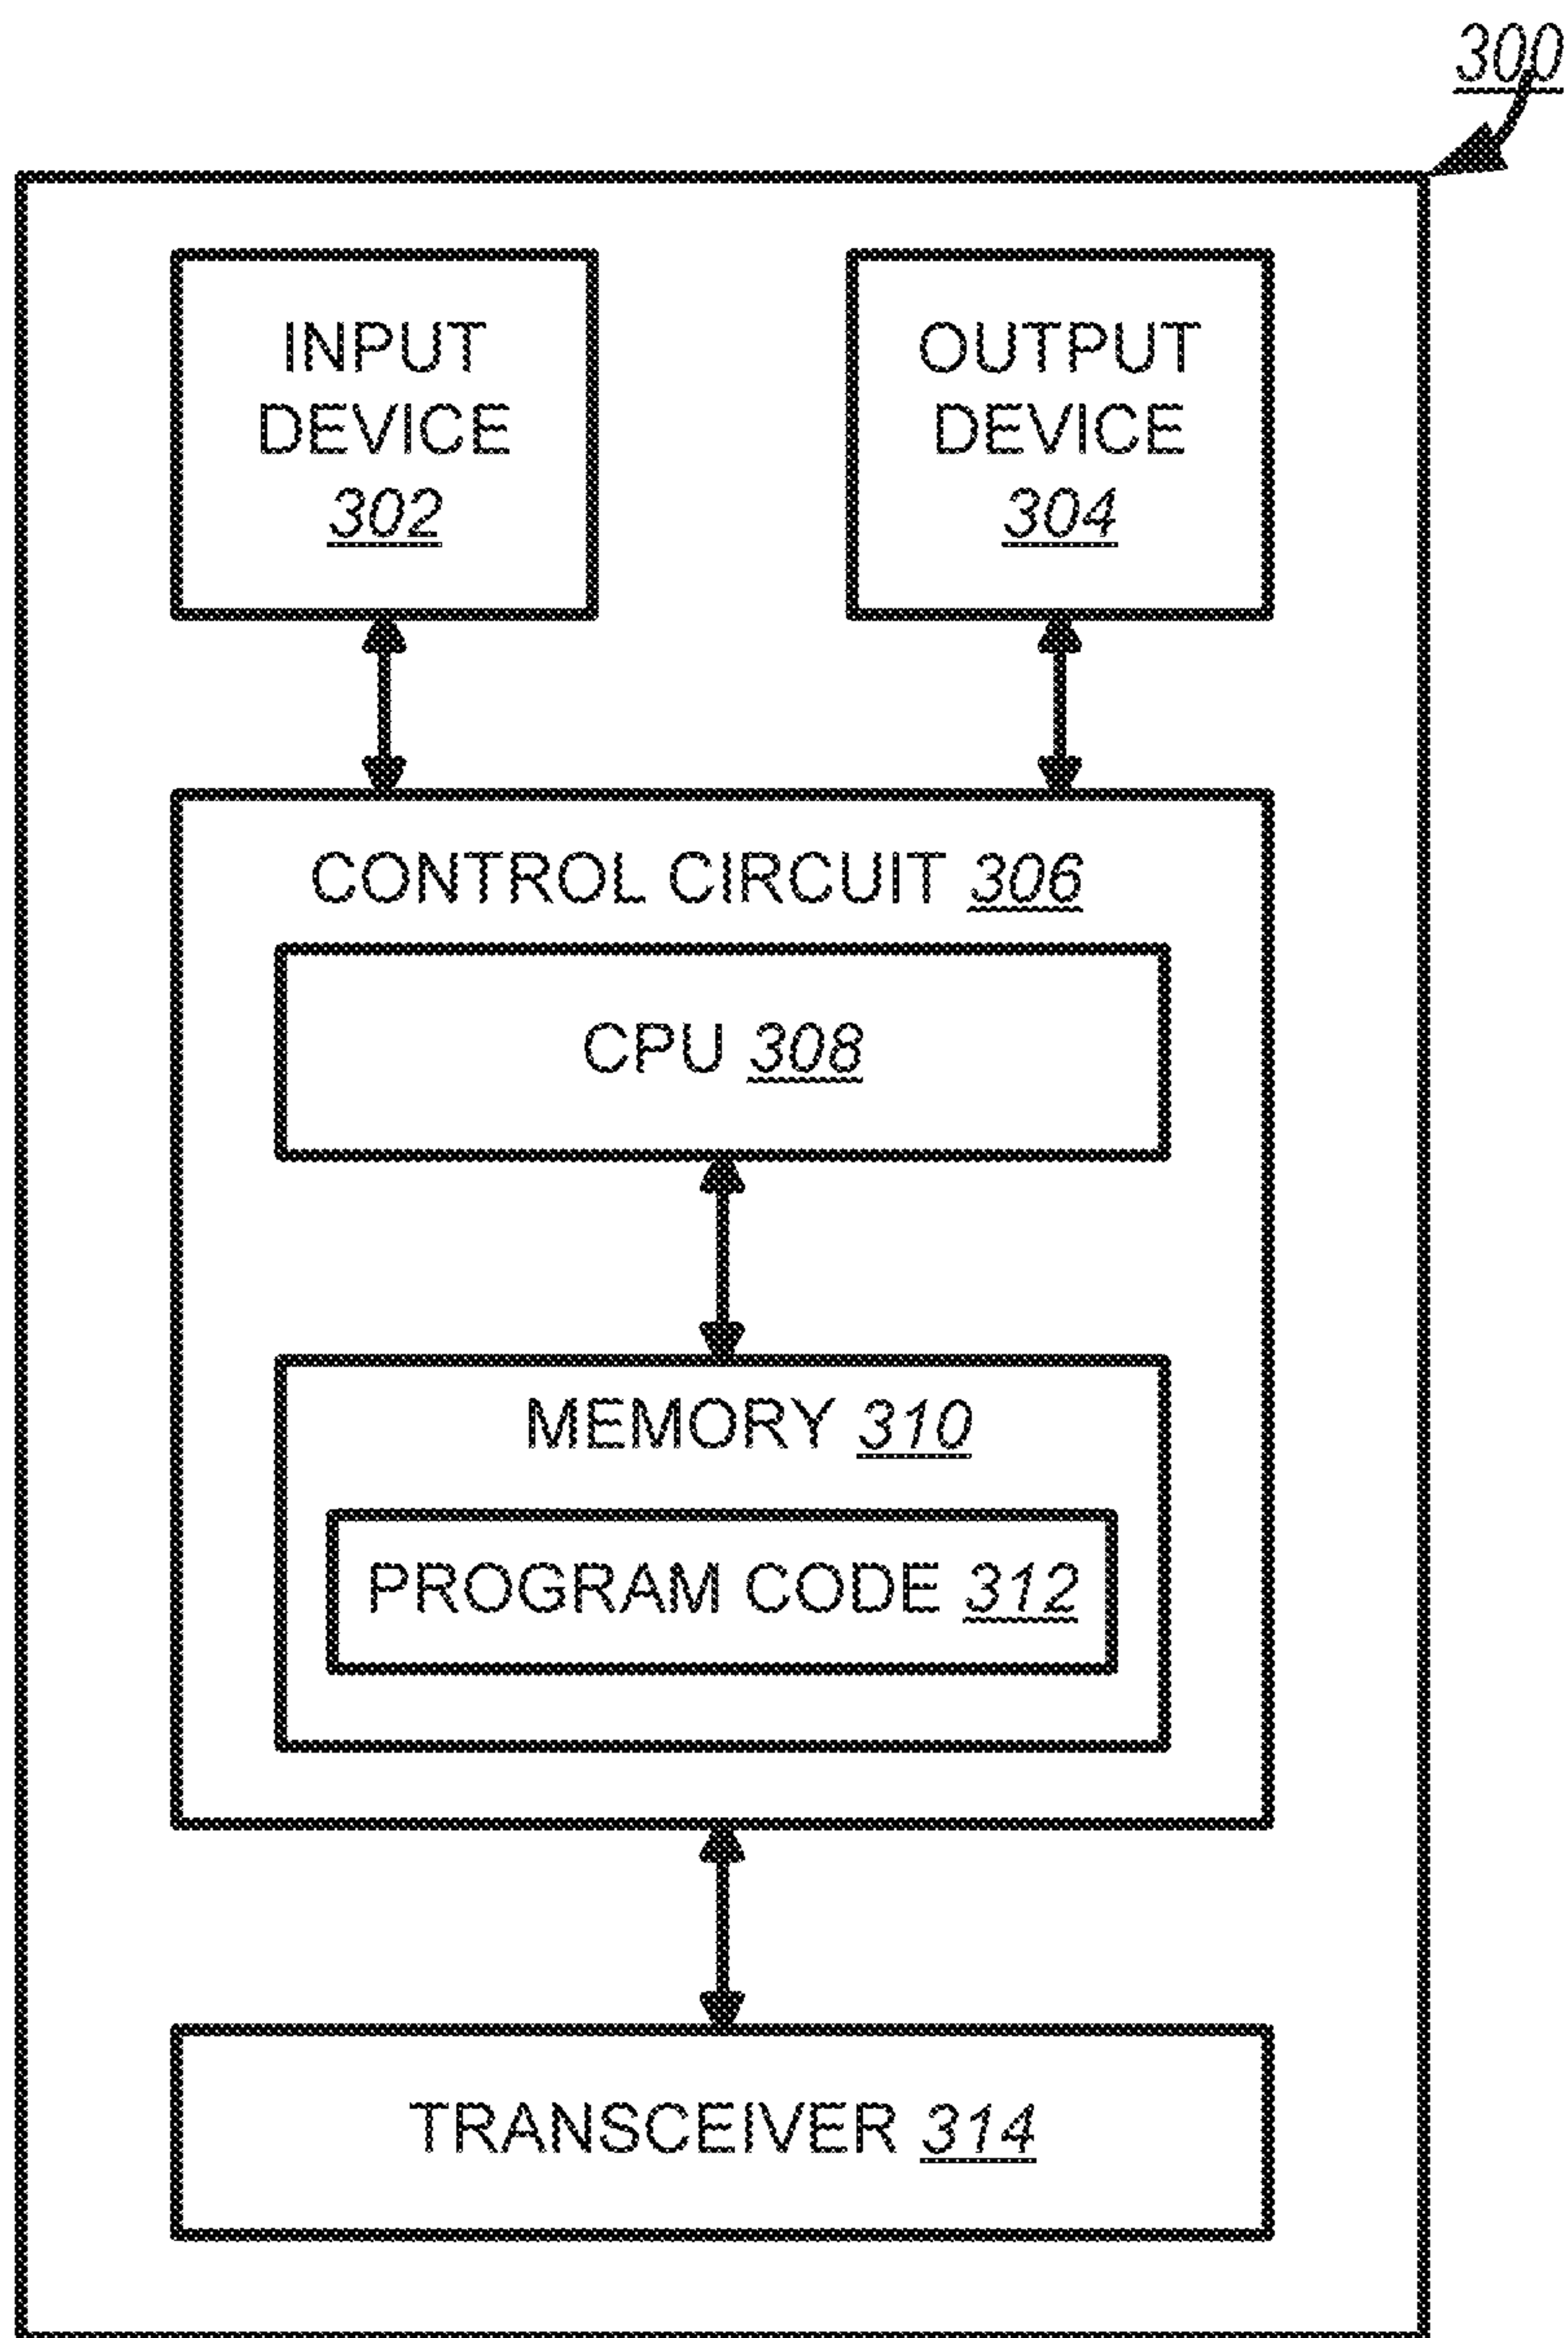 300
INPUT
DEVICE
302
OUTPUT
DEVICE
304
CONTROL CIRCUIT 306
CPU 308
MEMORY 310
PROGRAM CODE 312
TRANSCEIVER 314